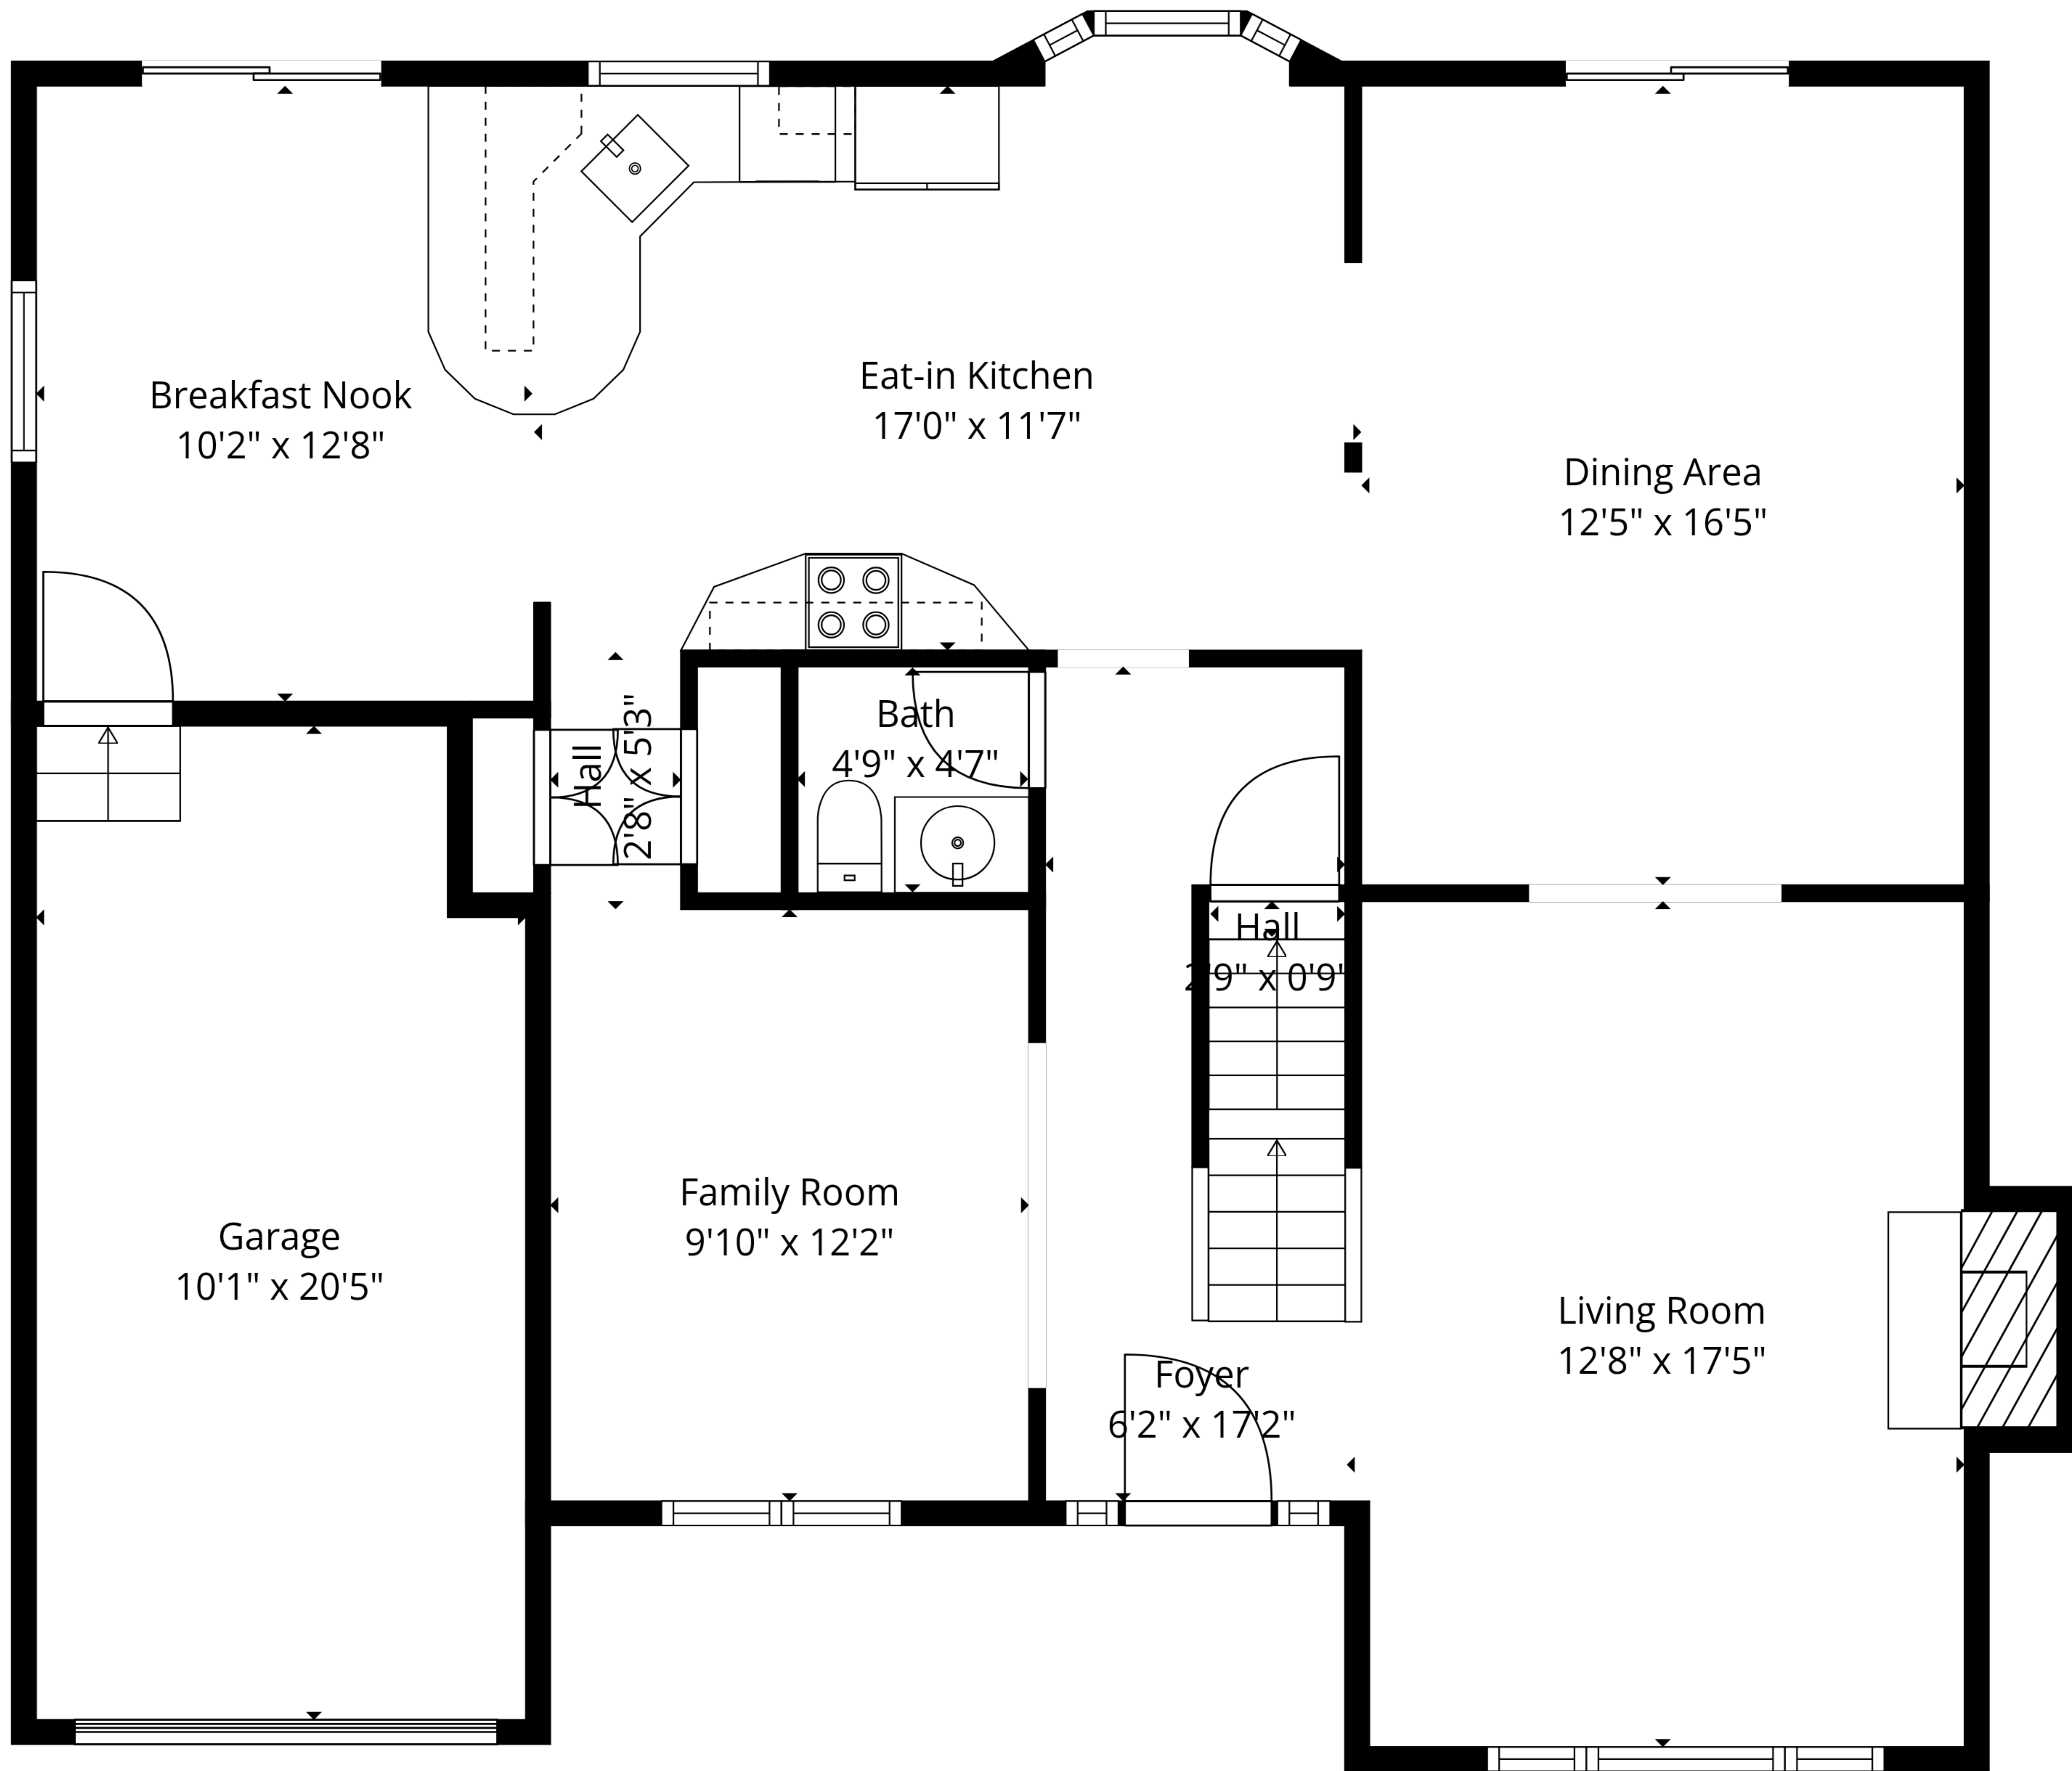 Breakfast Nook
10'2" x 12'8"
Eat-in Kitchen
17'0" x 11'7"
Dining Area
12'5" x 16'5"
Hall
2'8" x 5'3"
Bath
4'9" x 4'7"
Hall
2'9" x 0'9"
Garage
10'1" x 20'5"
Family Room
9'10" x 12'2"
Foyer
6'2" x 17'2"
Living Room
12'8" x 17'5"